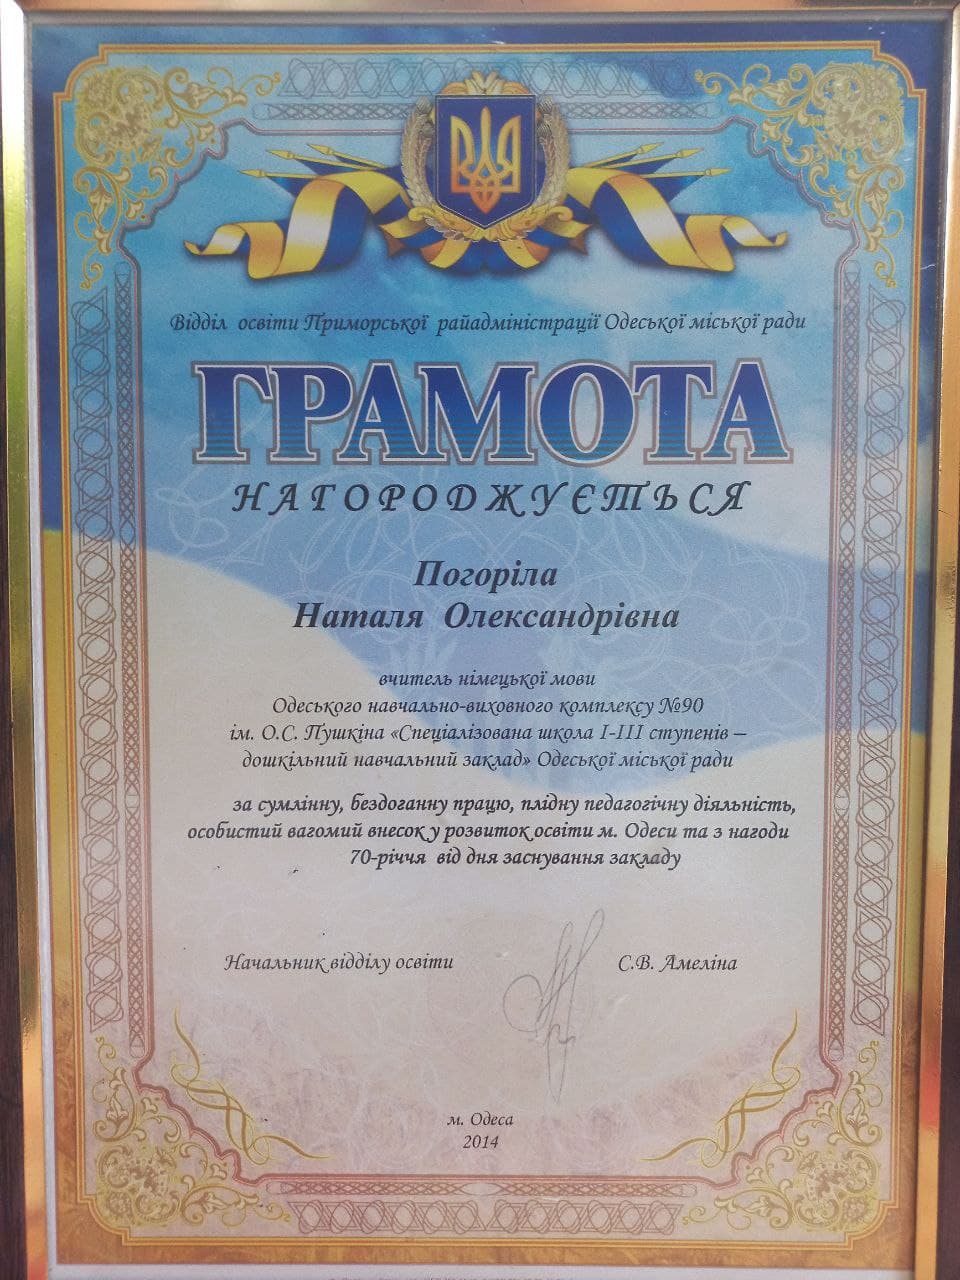 Відділ освіти Приморської райадміністрації Одеської міської ради
ГРАМОТА
НАГОРОДЖУЄТЬСЯ
Погоріла
Наталя Олександрівна
вчитель німецької мови
Одеського навчально-виховного комплексу №90
ім. О.С. Пушкіна «Спеціалізована школа І-ІІІ ступенів –
дошкільний навчальний заклад» Одеської міської ради
за сумлінну, бездоганну працю, плідну педагогічну діяльність,
особистий вагомий внесок у розвиток освіти м. Одеси та з нагоди
70-річчя від дня заснування закладу
Начальник відділу освіти С.В. Амеліна
м. Одеса
2014